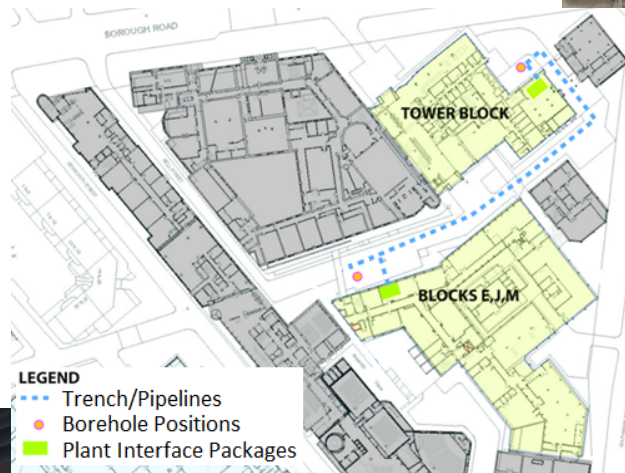 BOROUGH ROAD
TOWER BLOCK
BLOCKS E,J,M
LEGEND
Trench/Pipelines
Borehole Positions
Plant Interface Packages